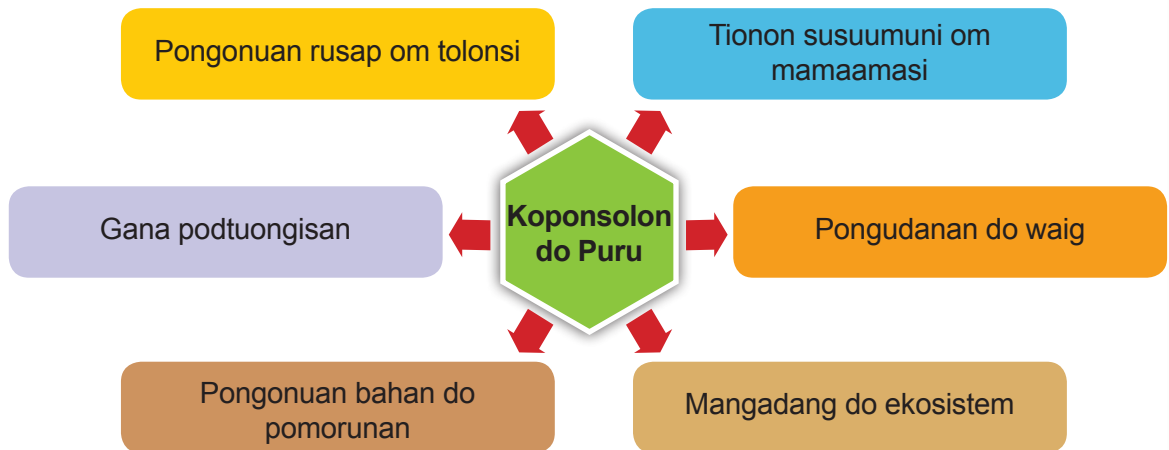 Pongonuan rusap om tolonsi
Tionon susuumuni om
mamaamasi
Gana podtuongisan
Koponsolon
do Puru
Pongudanan do waig
Pongonuan bahan do
pomorunan
Mangadang do ekosistem